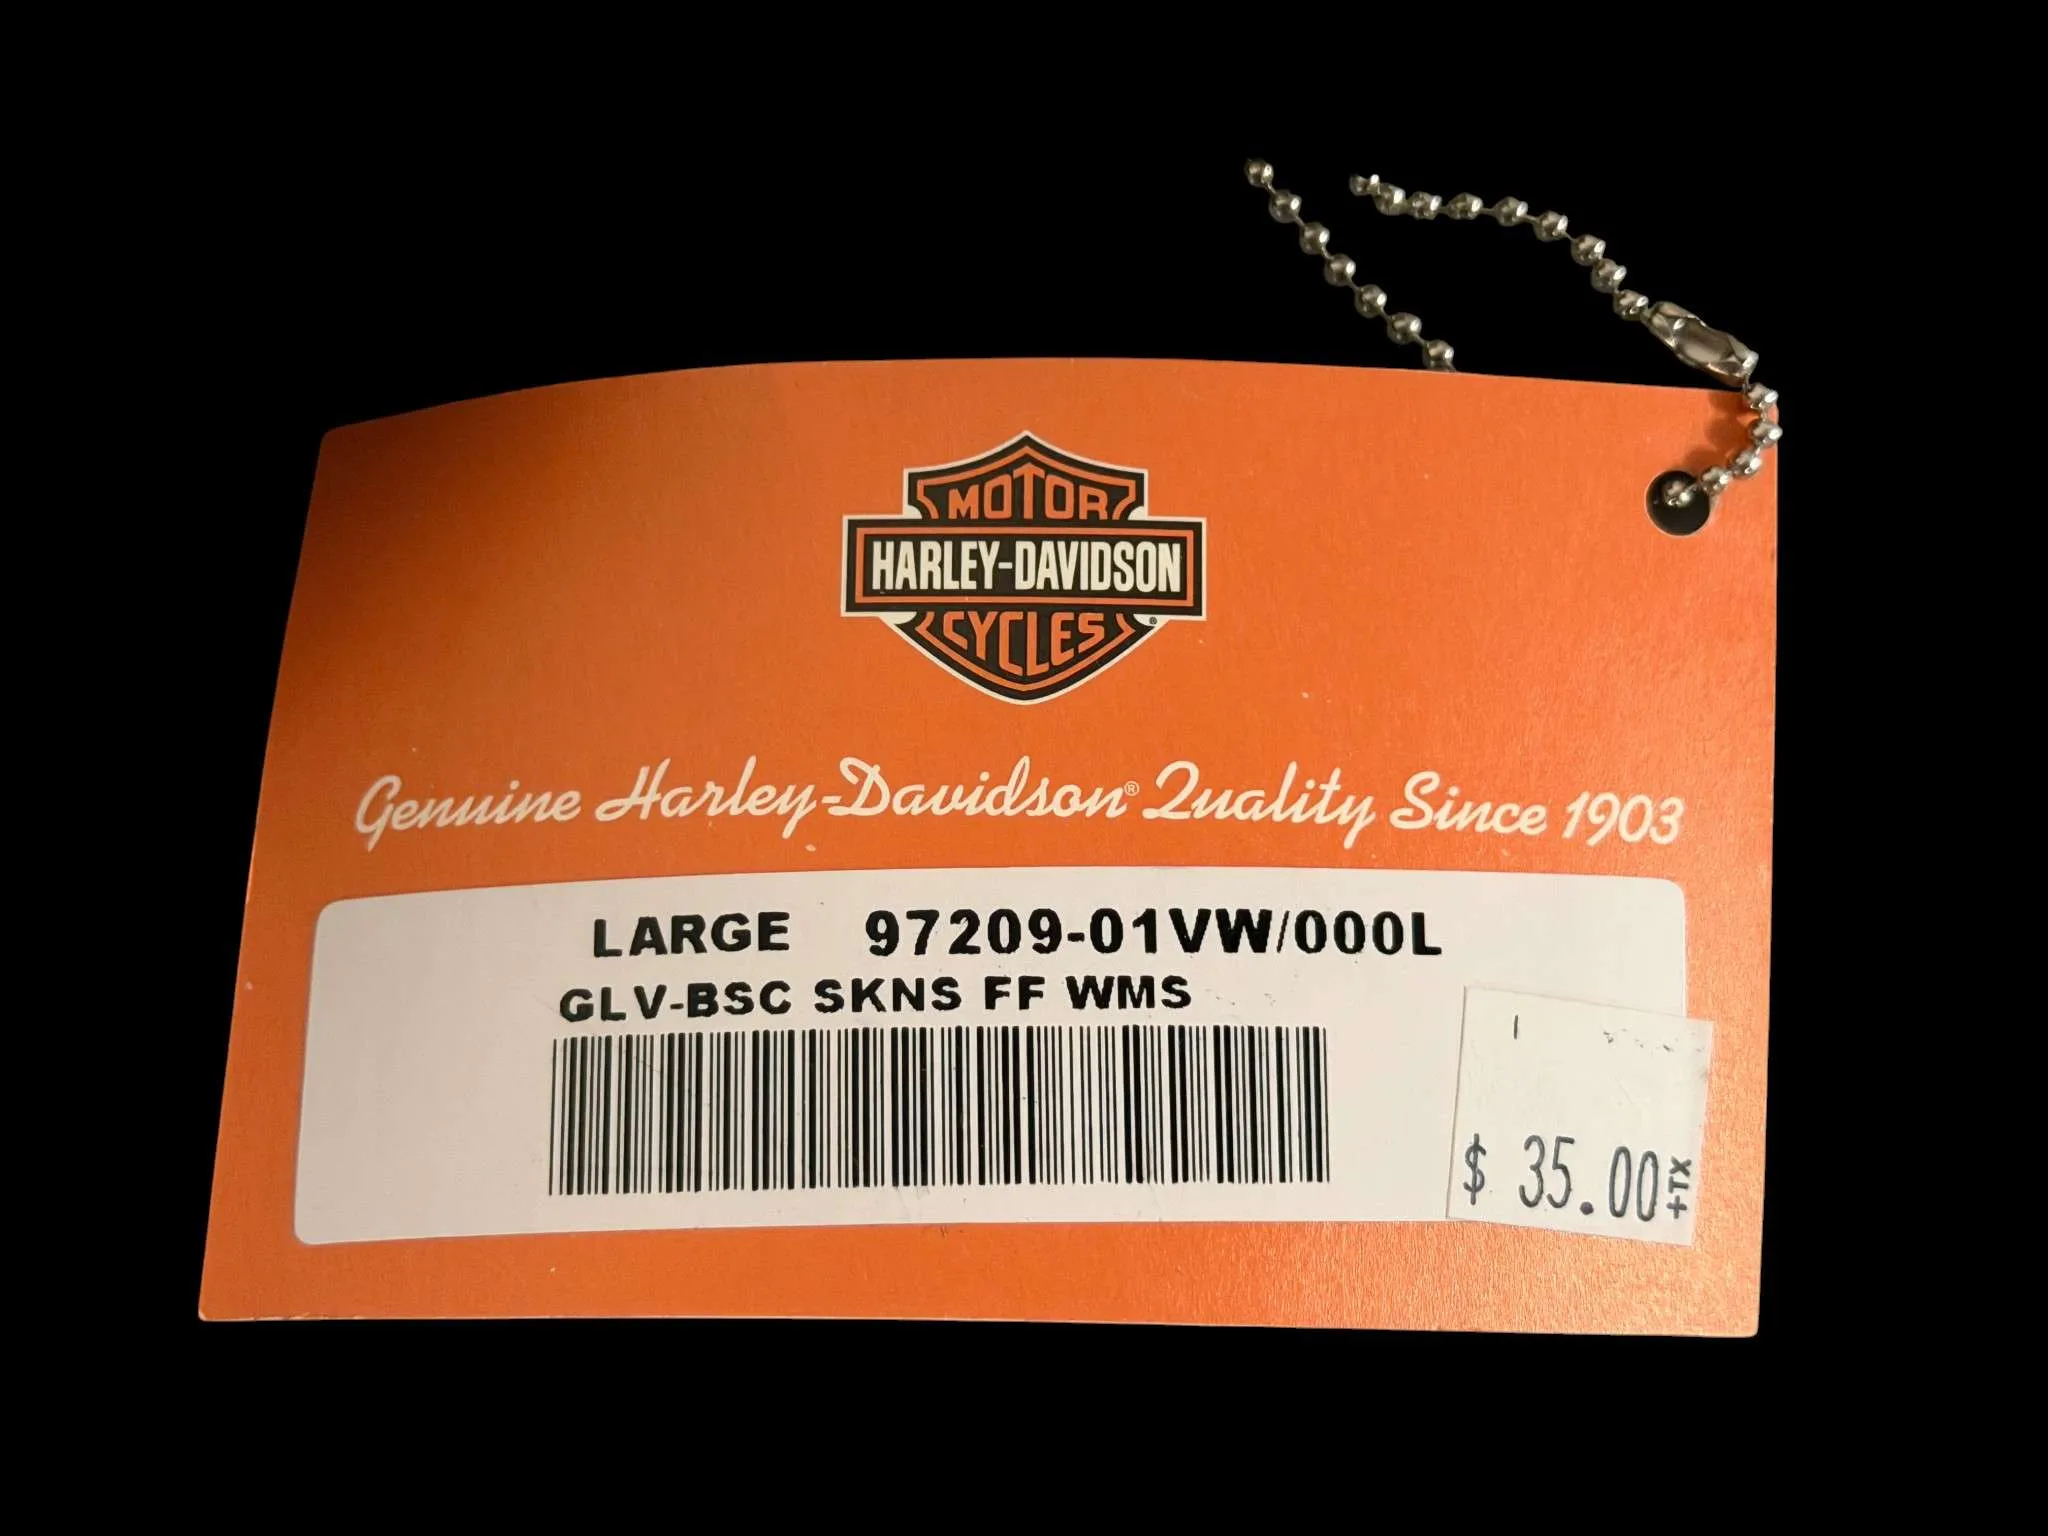 MOTOR
HARLEY-DAVIDSON
CYCLES®
Genuine Harley-Davidson® Quality Since 1903
LARGE 97209-01VW/000L
GLV-BSC SKNS FF WMS
$ 35.00+TX